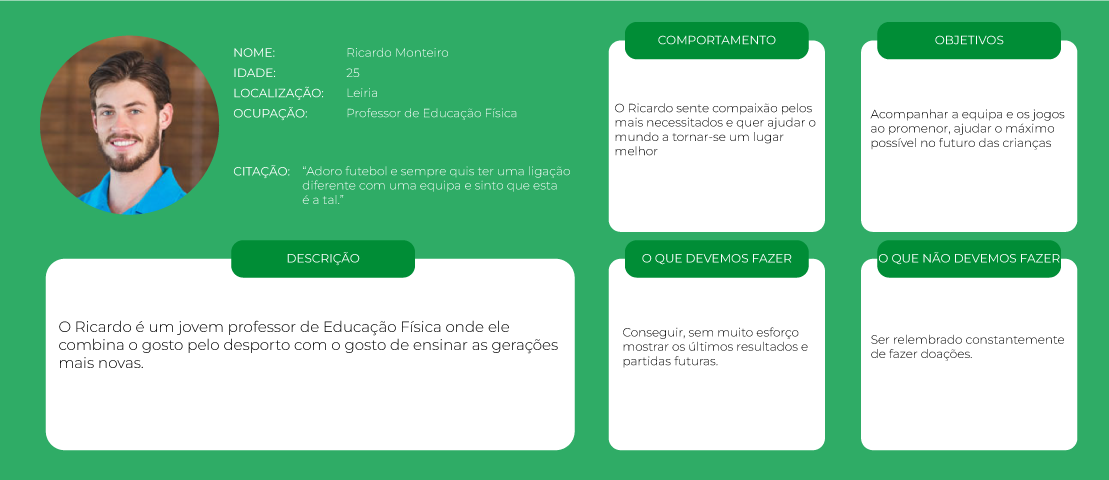 NOME: Ricardo Monteiro
IDADE: 25
LOCALIZAÇÃO: Leiria
OCUPAÇÃO: Professor de Educação Física
CITAÇÃO: “Adoro futebol e sempre quis ter uma ligação
diferente com uma equipa e sinto que esta
é a tal.”
COMPORTAMENTO
O Ricardo sente compaixão pelos
mais necessitados e quer ajudar o
mundo a tornar-se um lugar
melhor
OBJETIVOS
Acompanhar a equipa e os jogos
ao promenor, ajudar o máximo
possível no futuro das crianças
DESCRIÇÃO
O Ricardo é um jovem professor de Educação Física onde ele
combina o gosto pelo desporto com o gosto de ensinar as gerações
mais novas.
O QUE DEVEMOS FAZER
Conseguir, sem muito esforço
mostrar os últimos resultados e
partidas futuras.
O QUE NÃO DEVEMOS FAZER
Ser relembrado constantemente
de fazer doações.